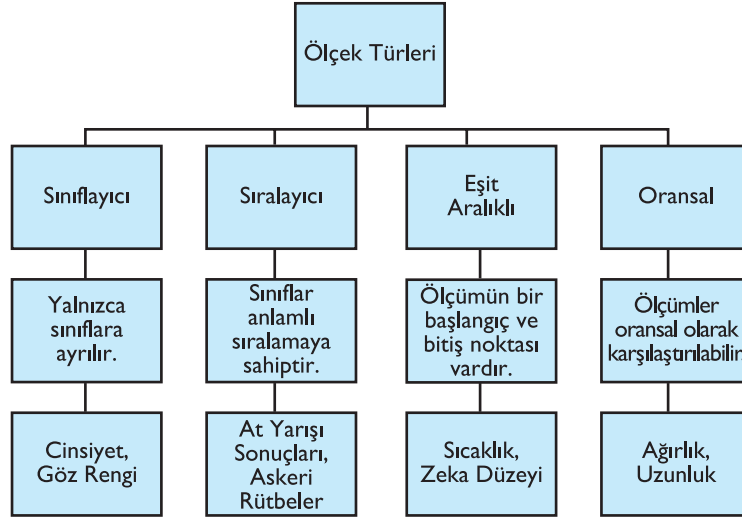 Ölçek Türleri
Sınıflayıcı
Sıralayıcı
Eşit
Aralıklı
Oransal
Yalnızca
sınıflara
ayrılır.
Sınıflar
anlamlı
sıralamaya
sahiptir.
Ölçümün bir
başlangıç ve
bitiş noktası
vardır.
Ölçümler
oransal olarak
karşılaştırılabilir.
Cinsiyet,
Göz Rengi
At Yarışı
Sonuçları,
Askeri
Rütbeler
Sıcaklık,
Zeka Düzeyi
Ağırlık,
Uzunluk